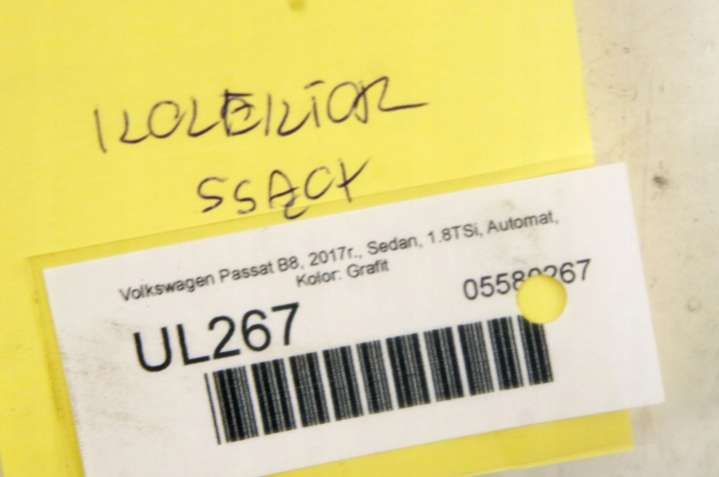 KOLEKTOR
SSĄCY
Volkswagen Passat B8, 2017r., Sedan, 1.8TSi, Automat,
Kolor: Grafit
UL267